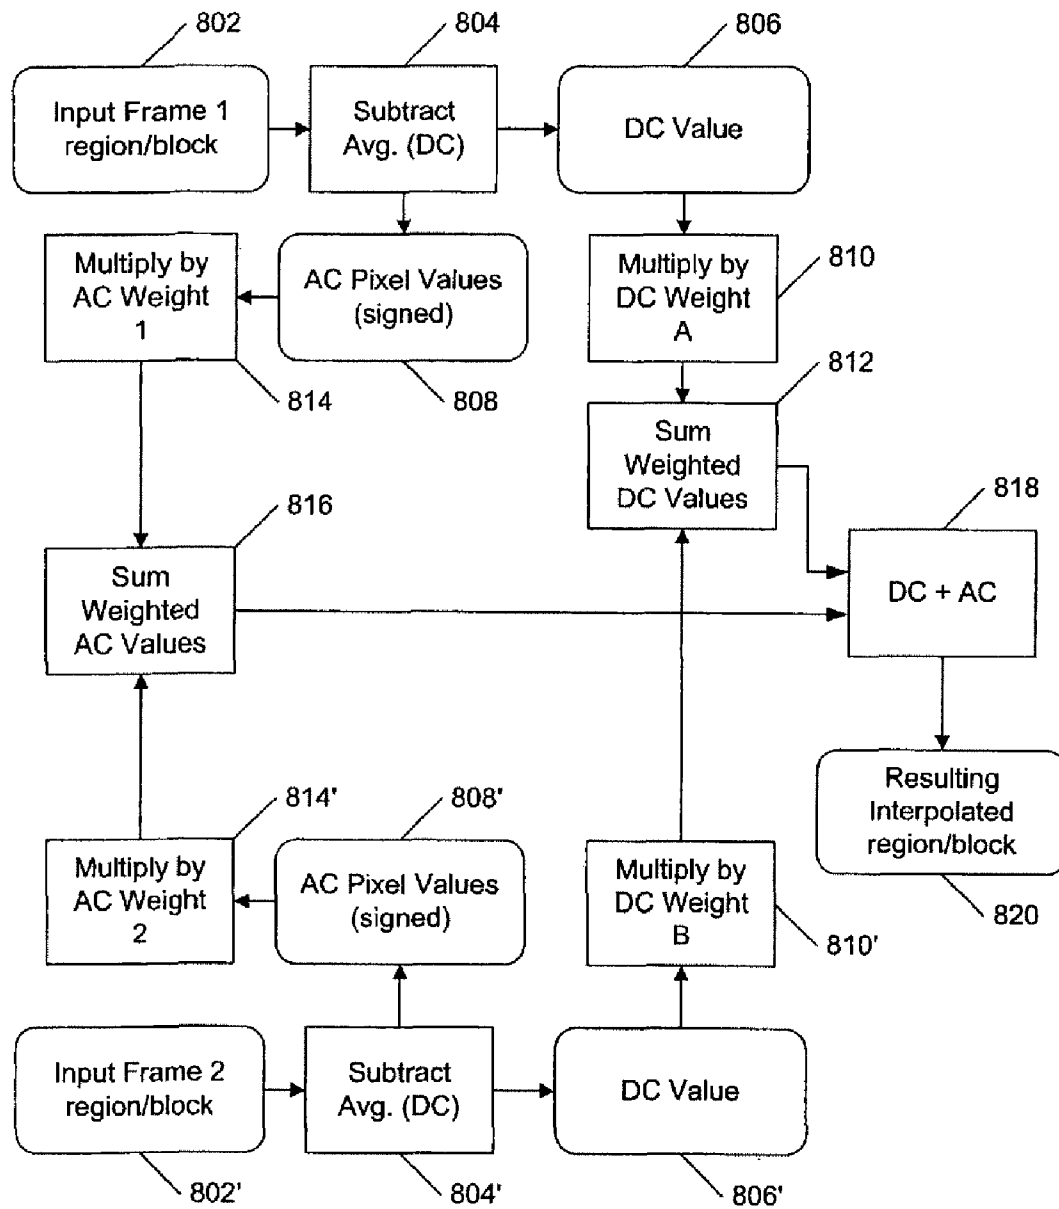 802
804
806
Input Frame 1
region/block
Subtract
Avg. (DC)
DC Value
Multiply by
AC Weight
1
AC Pixel Values
(signed)
Multiply by
DC Weight
A
810
814
808
812
Sum
Weighted
DC Values
816
818
Sum
Weighted
AC Values
DC + AC
814'
808'
Resulting
Interpolated
region/block
Multiply by
AC Weight
2
AC Pixel Values
(signed)
Multiply by
DC Weight
B
820
810'
Input Frame 2
region/block
Subtract
Avg. (DC)
DC Value
802'
804'
806'